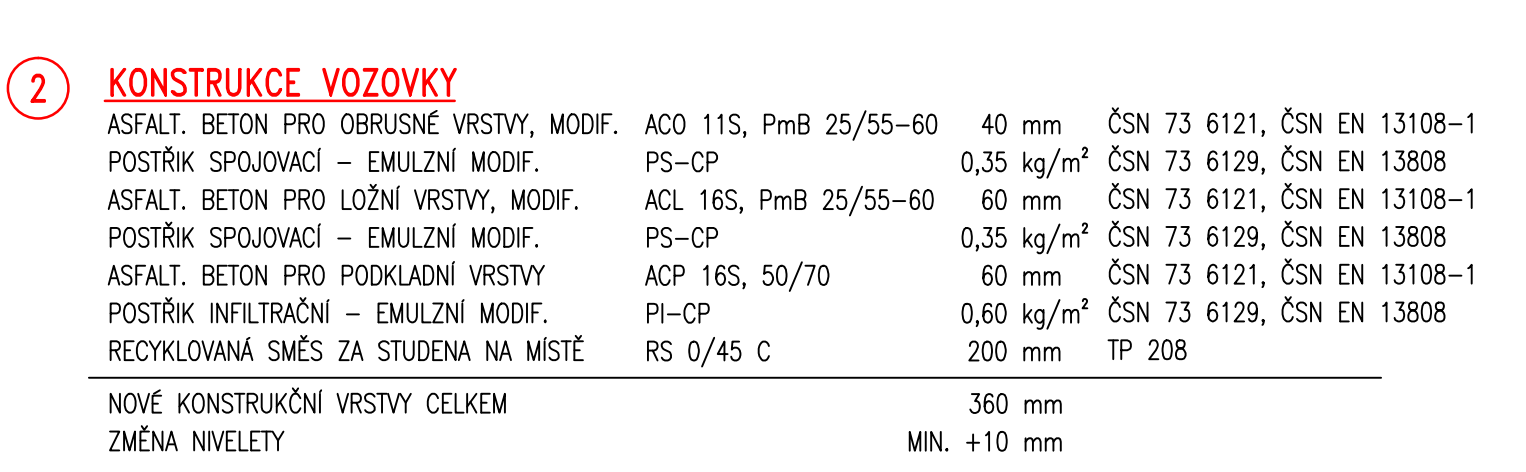 2 KONSTRUKCE VOZOVKY
ASFALT. BETON PRO OBRUSNÉ VRSTVY, MODIF. ACO 11S, PmB 25/55-60 40 mm ČSN 73 6121, ČSN EN 13108-1
POSTŘIK SPOJOVACÍ – EMULZNÍ MODIF. PS-CP 0,35 kg/m² ČSN 73 6129, ČSN EN 13808
ASFALT. BETON PRO LOŽNÍ VRSTVY, MODIF. ACL 16S, PmB 25/55-60 60 mm ČSN 73 6121, ČSN EN 13108-1
POSTŘIK SPOJOVACÍ – EMULZNÍ MODIF. PS-CP 0,35 kg/m² ČSN 73 6129, ČSN EN 13808
ASFALT. BETON PRO PODKLADNÍ VRSTVY ACP 16S, 50/70 60 mm ČSN 73 6121, ČSN EN 13108-1
POSTŘIK INFILTRAČNÍ – EMULZNÍ MODIF. PI-CP 0,60 kg/m² ČSN 73 6129, ČSN EN 13808
RECYKLOVANÁ SMĚS ZA STUDENA NA MÍSTĚ RS 0/45 C 200 mm TP 208
NOVÉ KONSTRUKČNÍ VRSTVY CELKEM 360 mm
ZMĚNA NIVELETY MIN. +10 mm